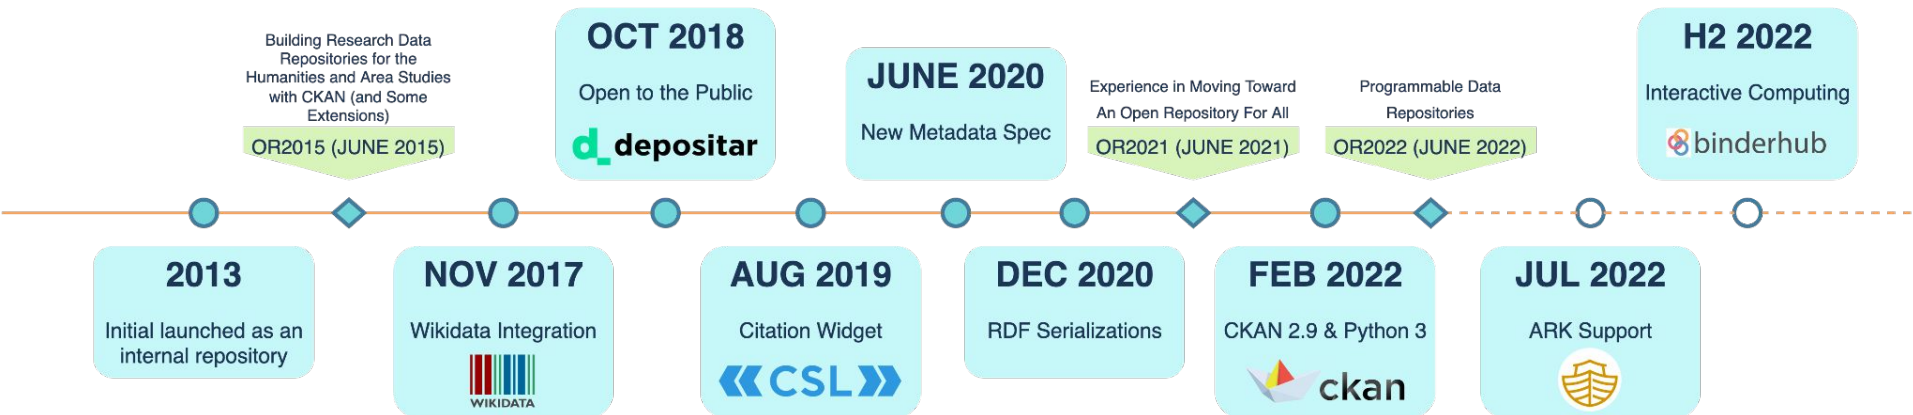 Building Research Data
Repositories for the
Humanities and Area Studies
with CKAN (and Some
Extensions)
OR2015 (JUNE 2015)
OCT 2018
Open to the Public
d_ depositar
JUNE 2020
New Metadata Spec
Experience in Moving Toward
An Open Repository For All
OR2021 (JUNE 2021)
Programmable Data
Repositories
OR2022 (JUNE 2022)
H2 2022
Interactive Computing
binderhub
2013
Initial launched as an
internal repository
NOV 2017
Wikidata Integration
WIKIDATA
AUG 2019
Citation Widget
CSL
DEC 2020
RDF Serializations
FEB 2022
CKAN 2.9 & Python 3
ckan
JUL 2022
ARK Support